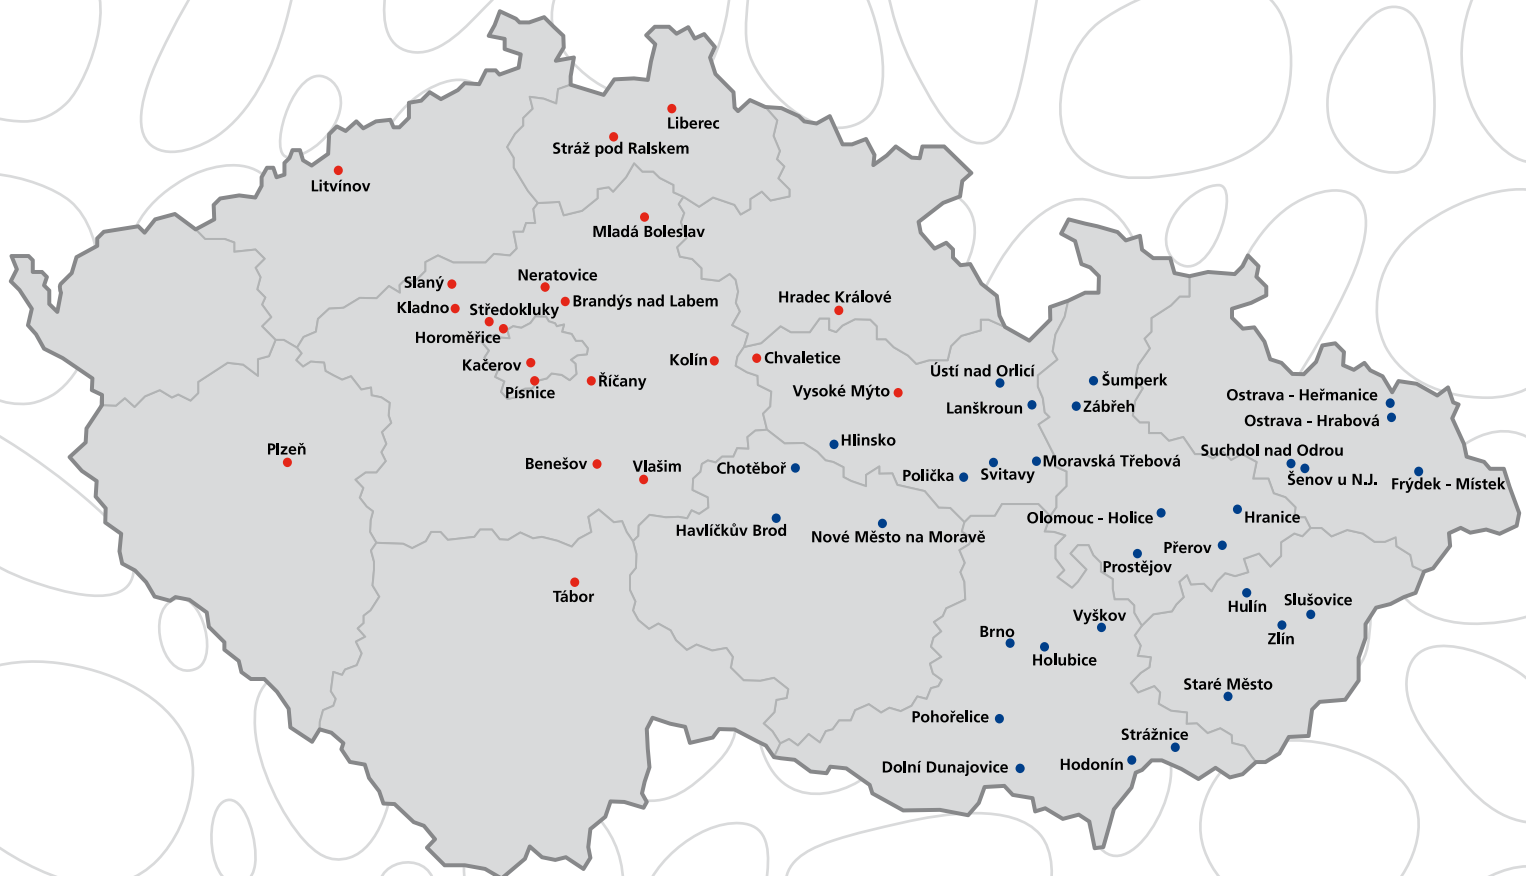 Liberec
Stráž pod Ralskem
Litvínov
Mladá Boleslav
Neratovice
Slaný
Brandýs nad Labem
Hradec Králové
Kladno
Středokluky
Horoměřice
Kačerov
Kolín
Chvaletice
Ústí nad Orlicí
Šumperk
Říčany
Písnice
Vysoké Mýto
Lanškroun
Zábřeh
Ostrava - Heřmanice
Ostrava - Hrabová
Hlinsko
Plzeň
Benešov
Vlašim
Chotěboř
Polička
Svitavy
Moravská Třebová
Suchdol nad Odrou
Šenov u N.J.
Frýdek - Místek
Havlíčkův Brod
Nové Město na Moravě
Olomouc - Holice
Hranice
Přerov
Prostějov
Tábor
Hulín
Slušovice
Vyškov
Brno
Zlín
Holubice
Staré Město
Pohořelice
Strážnice
Dolní Dunajovice
Hodonín